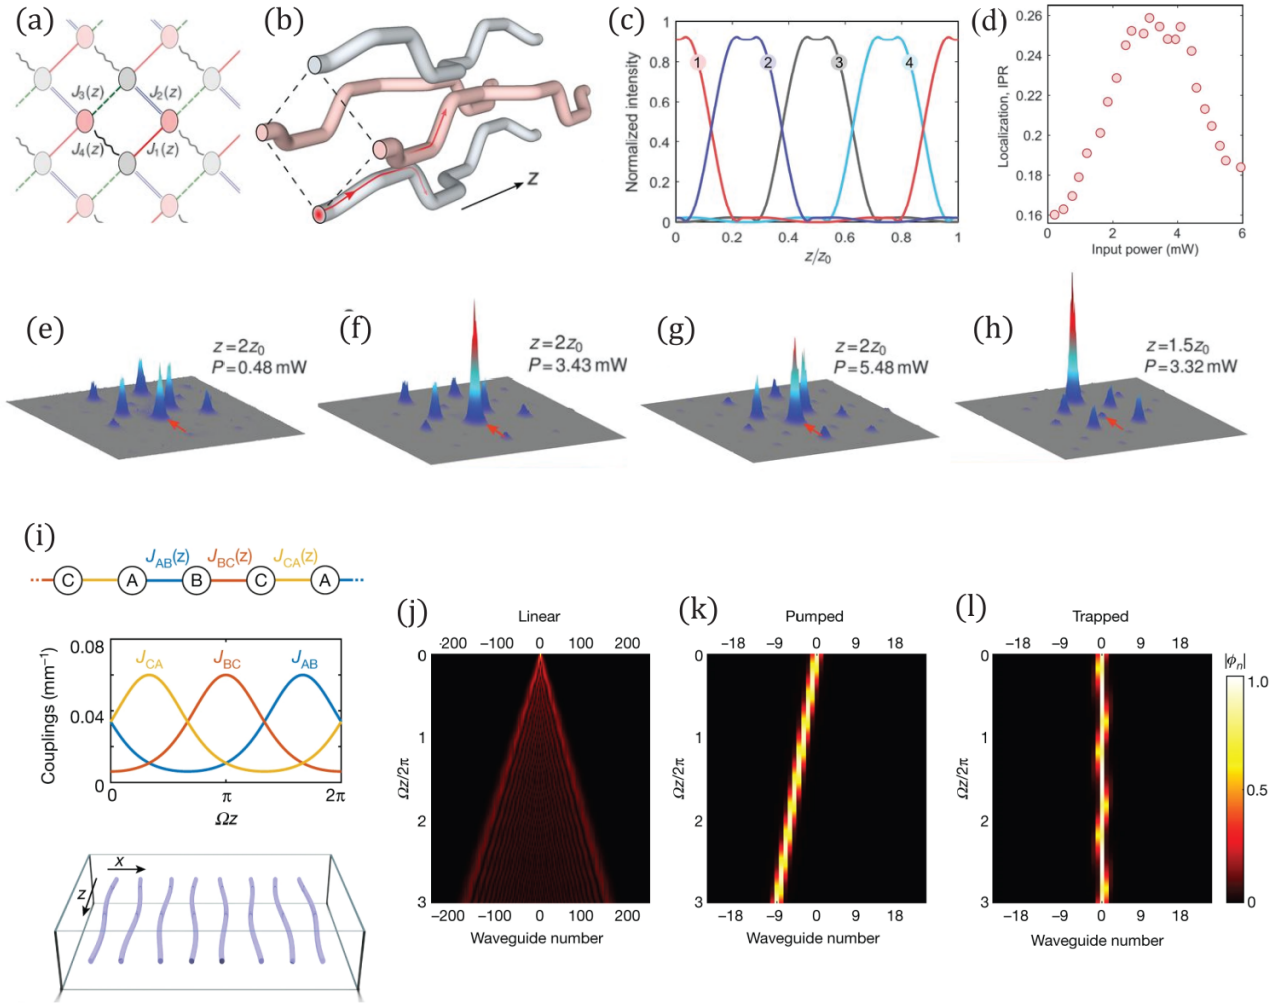 (a)
J3(z)
J2(z)
J4(z)
J1(z)
(b)
z
(c)
Normalized intensity
1
0.8
0.6
0.4
0.2
0
1
2
3
4
0
0.2
0.4
0.6
0.8
1
z/z0
(d)
Localization, IPR
0.26
0.24
0.22
0.2
0.18
0.16
0
2
4
6
Input power (mW)
(e)
z=2z0
P=0.48 mW
(f)
z=2z0
P=3.43 mW
(g)
z=2z0
P=5.48 mW
(h)
z=1.5z0
P=3.32 mW
(i)
JAB(z) JBC(z) JCA(z)
C A B C A
Couplings (mm⁻¹)
0.08
0.04
0
JCA JBC JAB
0 π 2π
Ωz
x
z
(j)
Linear
-200 -100 0 100 200
Ωz/2π
0
1
2
3
-200 -100 0 100 200
Waveguide number
(k)
Pumped
-18 -9 0 9 18
Ωz/2π
0
1
2
3
-18 -9 0 9 18
Waveguide number
(l)
Trapped
-18 -9 0 9 18
Ωz/2π
0
1
2
3
-18 -9 0 9 18
Waveguide number
|ϕn|
1.0
0.5
0